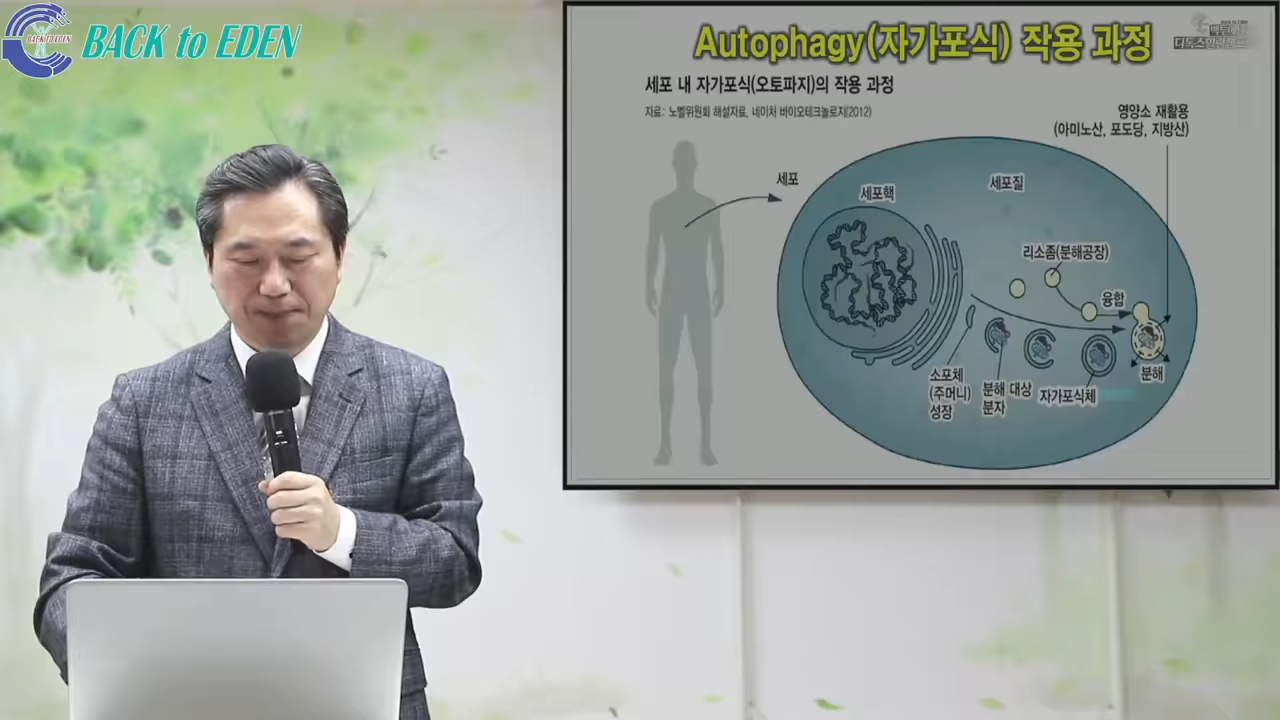 BACK to EDEN
BACK TO EDEN
Autophagy(자가포식) 작용 과정
세포 내 자가포식(오토파지)의 작용 과정
자료: 노벨위원회 해설자료, 네이처 바이오테크놀로지(2012)
영양소 재활용
(아미노산, 포도당, 지방산)
세포
세포핵
세포질
리소좀(분해공장)
융합
소포체
(주머니)
성장
분해 대상
분자
자가포식체
분해